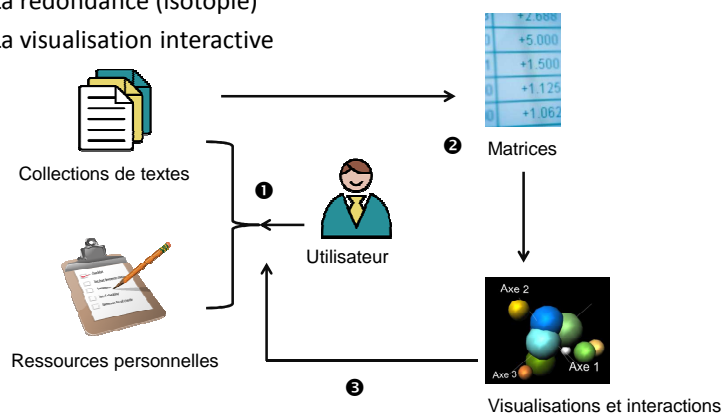 La redondance (isotopie)
La visualisation interactive
+2.688
+5.000
+1.500
+1.125
+1.062
❷
Matrices
Collections de textes
❶
Utilisateur
Ressources personnelles
❸
Axe 2
Axe 1
Axe 3
Visualisations et interactions